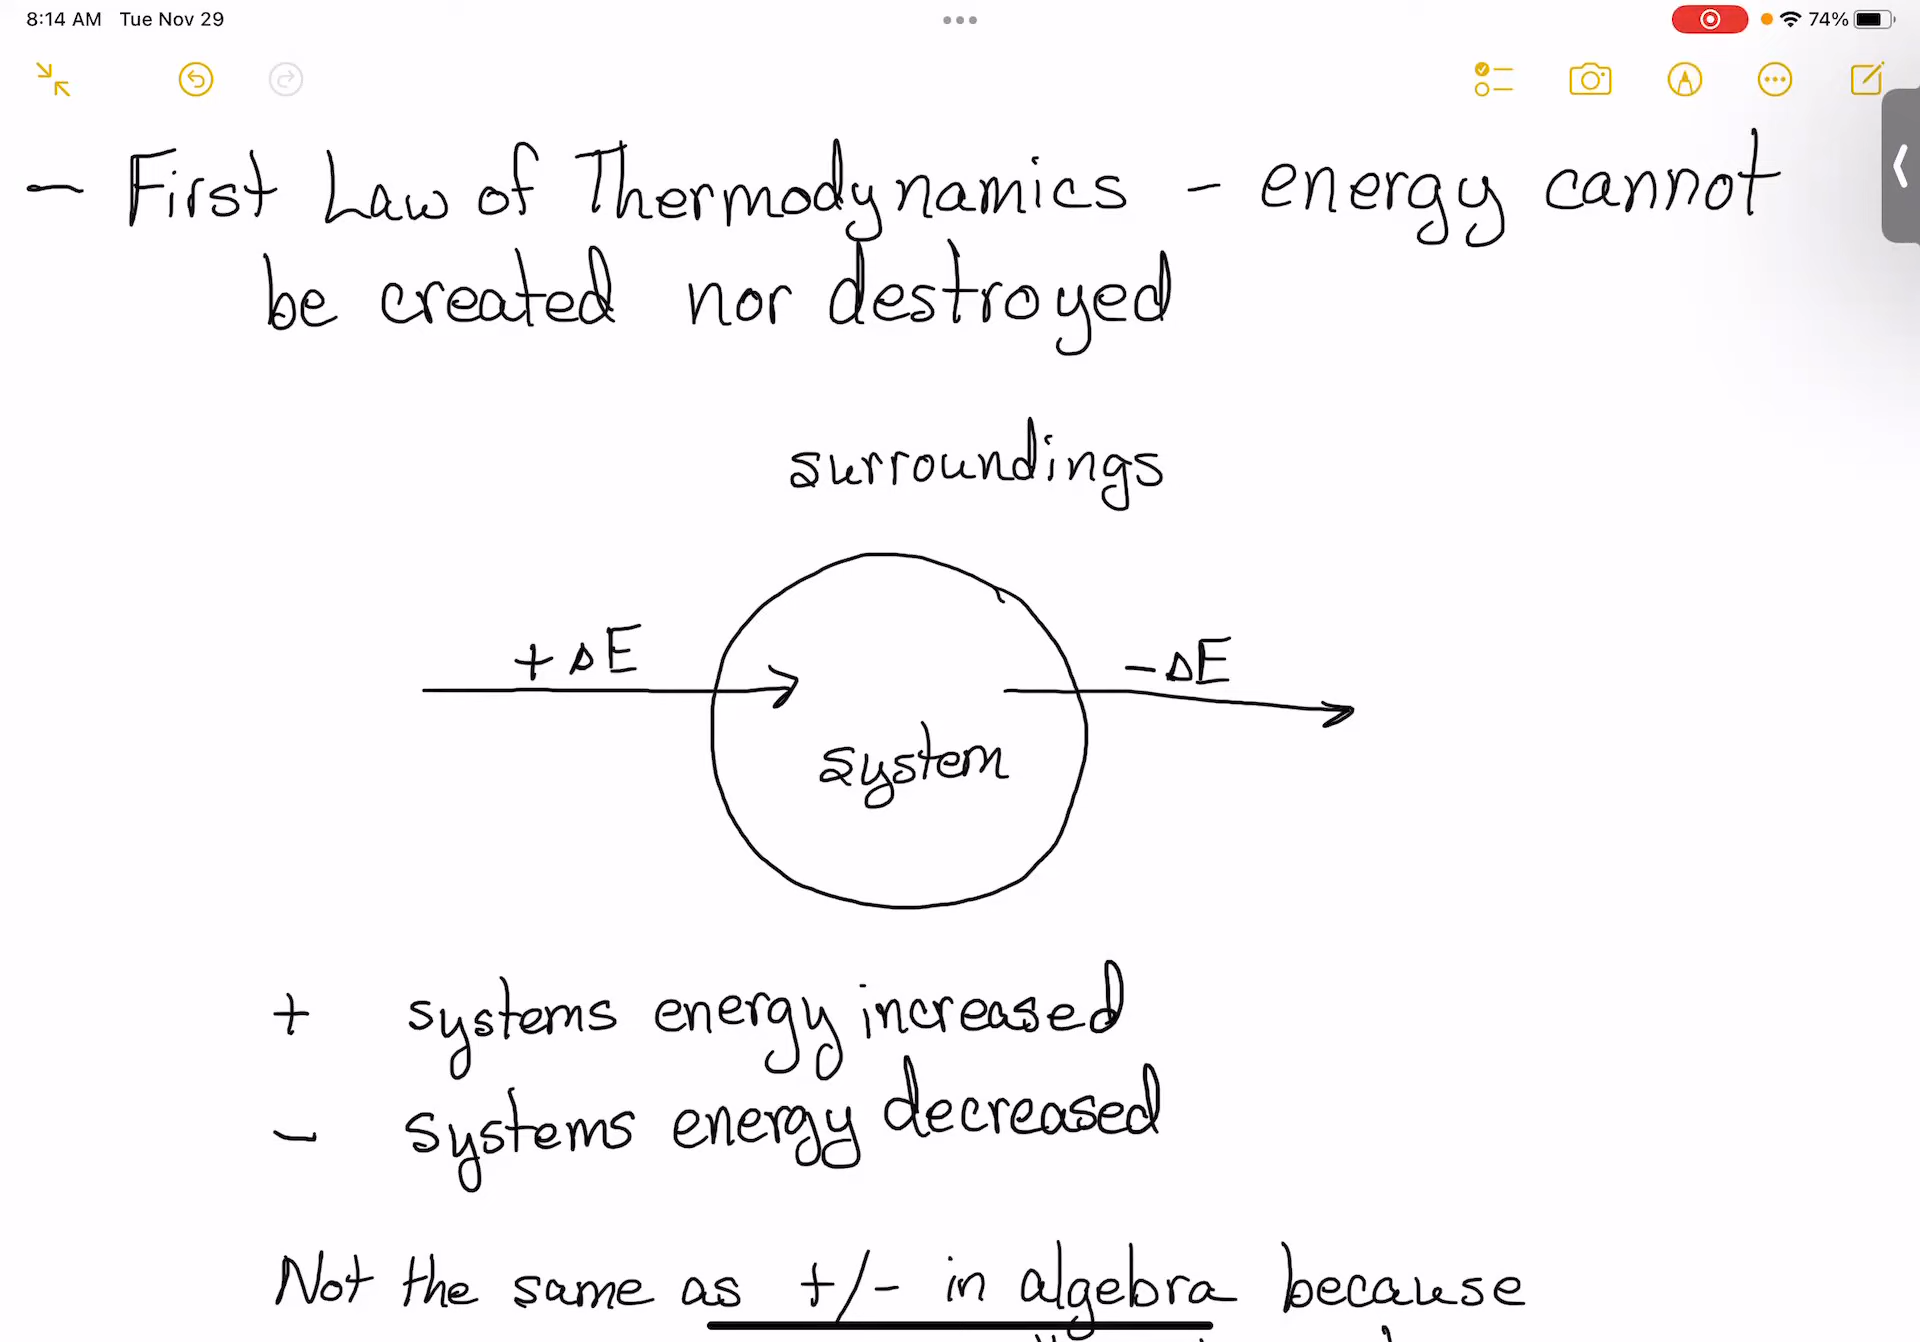 8:14 AM Tue Nov 29
74%
– First Law of Thermodynamics – energy cannot
be created nor destroyed
surroundings
+ ΔE
– ΔE
system
+ systems energy increased
– systems energy decreased
Not the same as +/- in algebra because